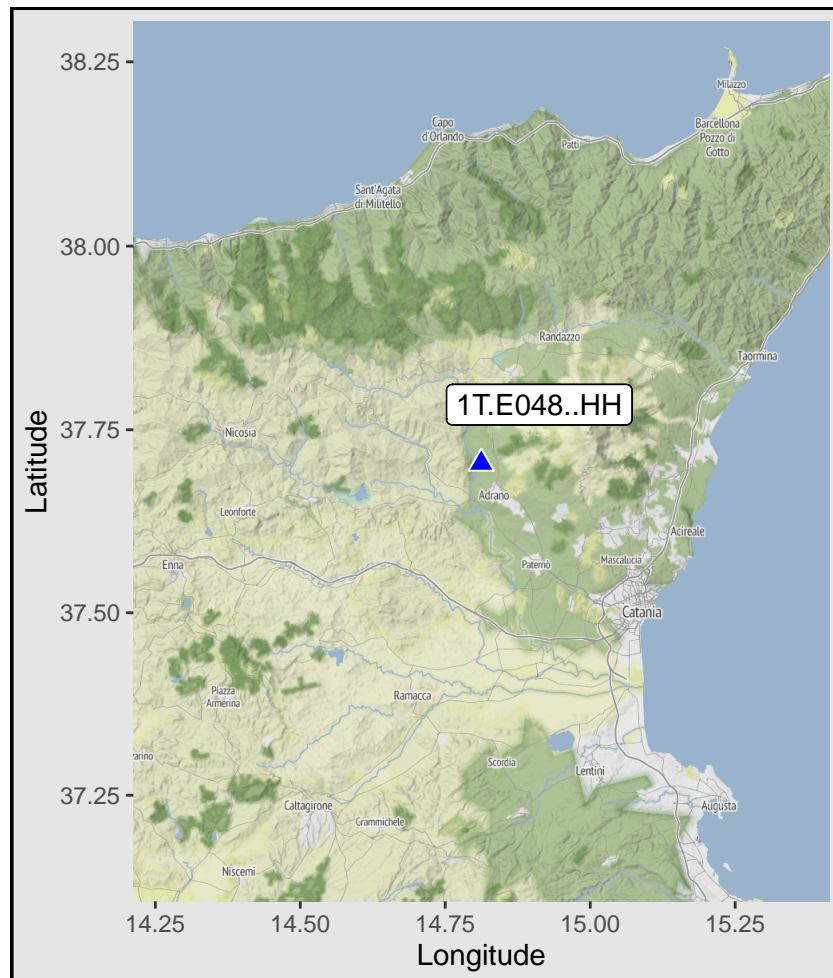 38.25
38.00
37.75
37.50
37.25
Latitude
Milazzo
Capo
d'Orlando
Barcellona
Pozzo di
Gotto
Patti
Sant'Agata
di Militello
Randazzo
Taormina
1T.E048..HH
Nicosia
Adrano
Leonforte
Acireale
Enna
Paternò
Mascalucia
Catania
Piazza
Armerina
Ramacca
zarino
Scordia
Lentini
Caltagirone
Augusta
Grammichele
Niscemi
14.25
14.50
14.75
15.00
15.25
Longitude